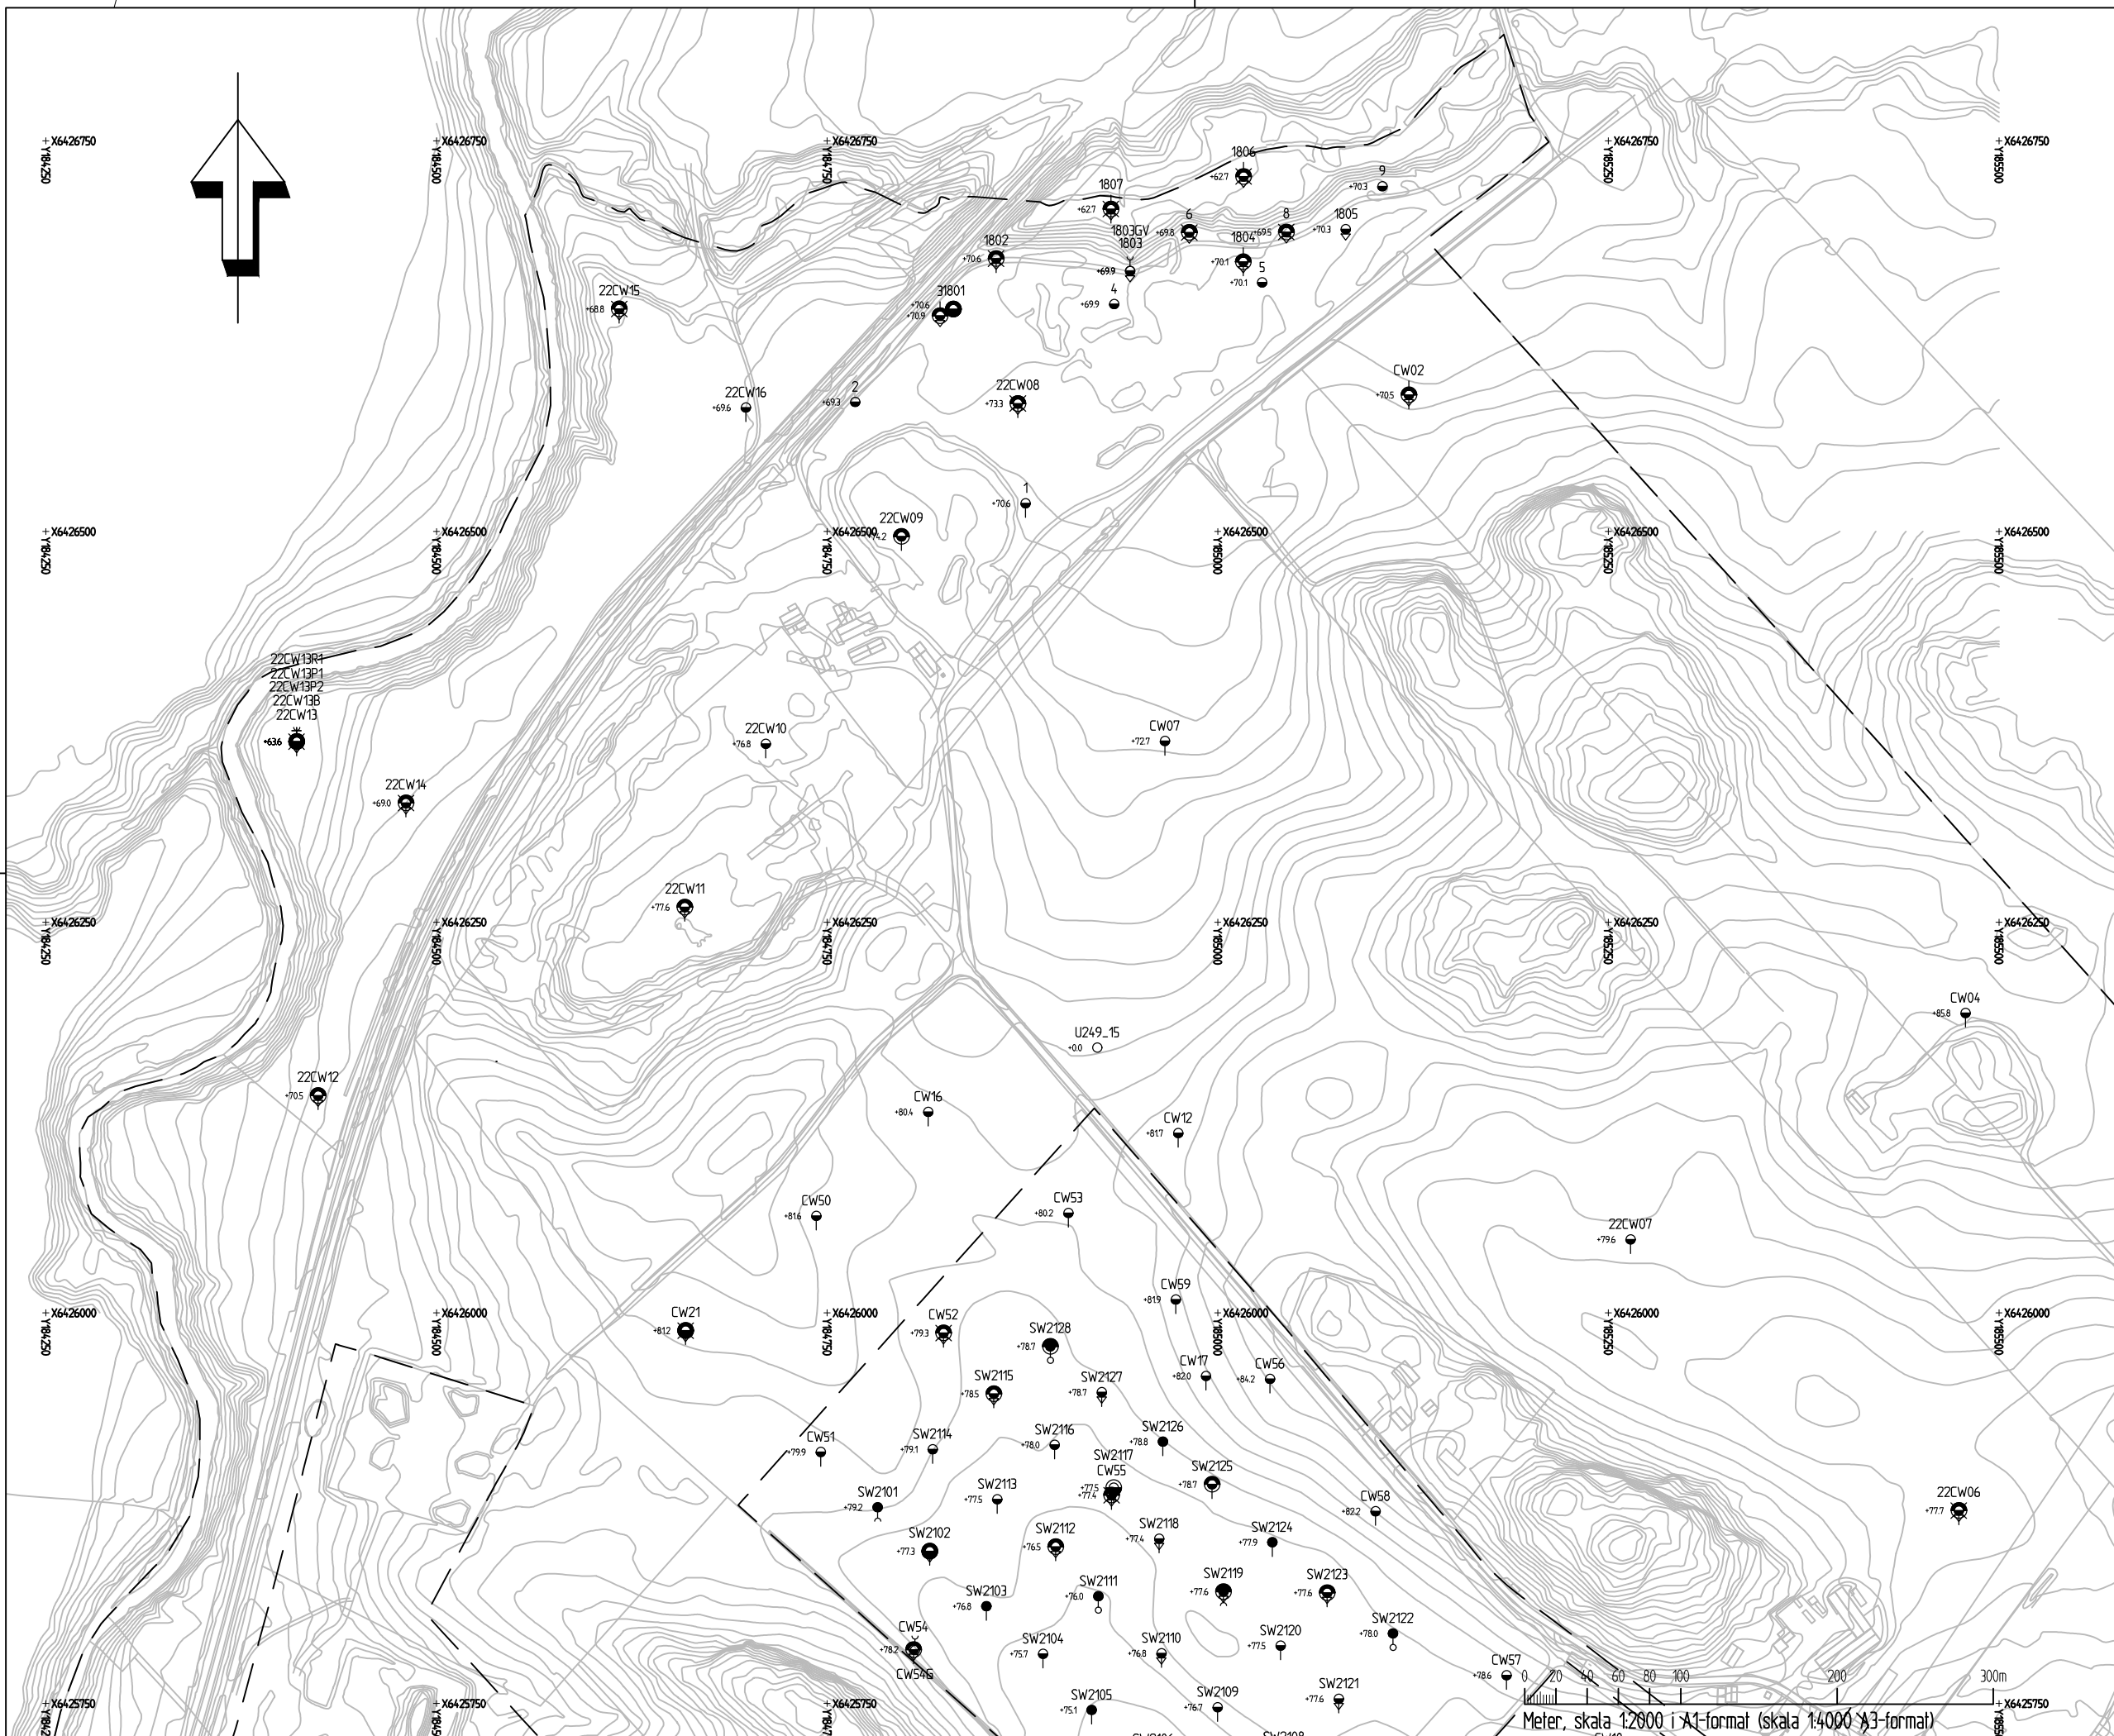 X6426750
Y184250
X6426750
Y184500
X6426750
Y184750
X6426750
Y185250
X6426750
Y185500
1806
+62.7
9
+70.3
1807
+62.7
6
+69.8
8
+69.5
1805
+70.3
1803GV
1803
+69.9
1802
+70.6
1804
+70.1
5
+70.1
4
+69.9
31801
+70.6
+70.9
22CW15
+68.8
22CW16
+69.6
2
+69.3
22CW08
+73.3
CW02
+70.5
1
+70.6
22CW09
X6426500
Y184250
X6426500
Y184500
X6426500
Y184750
X6426500
Y185000
X6426500
Y185250
X6426500
Y185500
22CW13R1
22CW13P1
22CW13P2
22CW13B
22CW13
+63.6
22CW10
+76.8
CW07
+72.7
22CW14
+69.0
22CW11
+77.6
X6426250
Y184250
X6426250
Y184500
X6426250
Y184750
X6426250
Y185000
X6426250
Y185250
X6426250
Y185500
CW04
+85.8
U249_15
+0.0
22CW12
+70.5
CW16
+80.4
CW12
+81.7
CW50
+81.6
CW53
+80.2
22CW07
+79.6
CW59
+81.9
X6426000
Y184250
X6426000
Y184500
X6426000
Y184750
X6426000
Y185000
X6426000
Y185250
X6426000
Y185500
CW21
+81.2
CW52
+79.3
SW2128
+78.7
SW2115
+78.5
SW2127
+78.7
CW17
+82.0
CW56
+84.2
CW51
+79.9
SW2114
+79.1
SW2116
+78.0
SW2126
+78.8
SW2117
CW55
+77.5
+77.4
SW2125
+78.7
SW2101
+79.2
SW2113
+77.5
CW58
+82.2
22CW06
+77.7
SW2102
+77.3
SW2112
+76.5
SW2118
+77.4
SW2124
+77.9
SW2103
+76.8
SW2111
+76.0
SW2119
+77.6
SW2123
+77.6
CW54
+78.2
CW54G
SW2104
+75.7
SW2110
+76.8
SW2120
+77.5
SW2122
+78.0
CW57
+78.6
SW2105
+75.1
SW2109
+76.7
SW2121
+77.6
X6425750
X6425750
X6425750
X6425750
0 20 40 60 80 100 200 300m
Meter, skala 1:2000 i A1-format (skala 1:4000 A3-format)